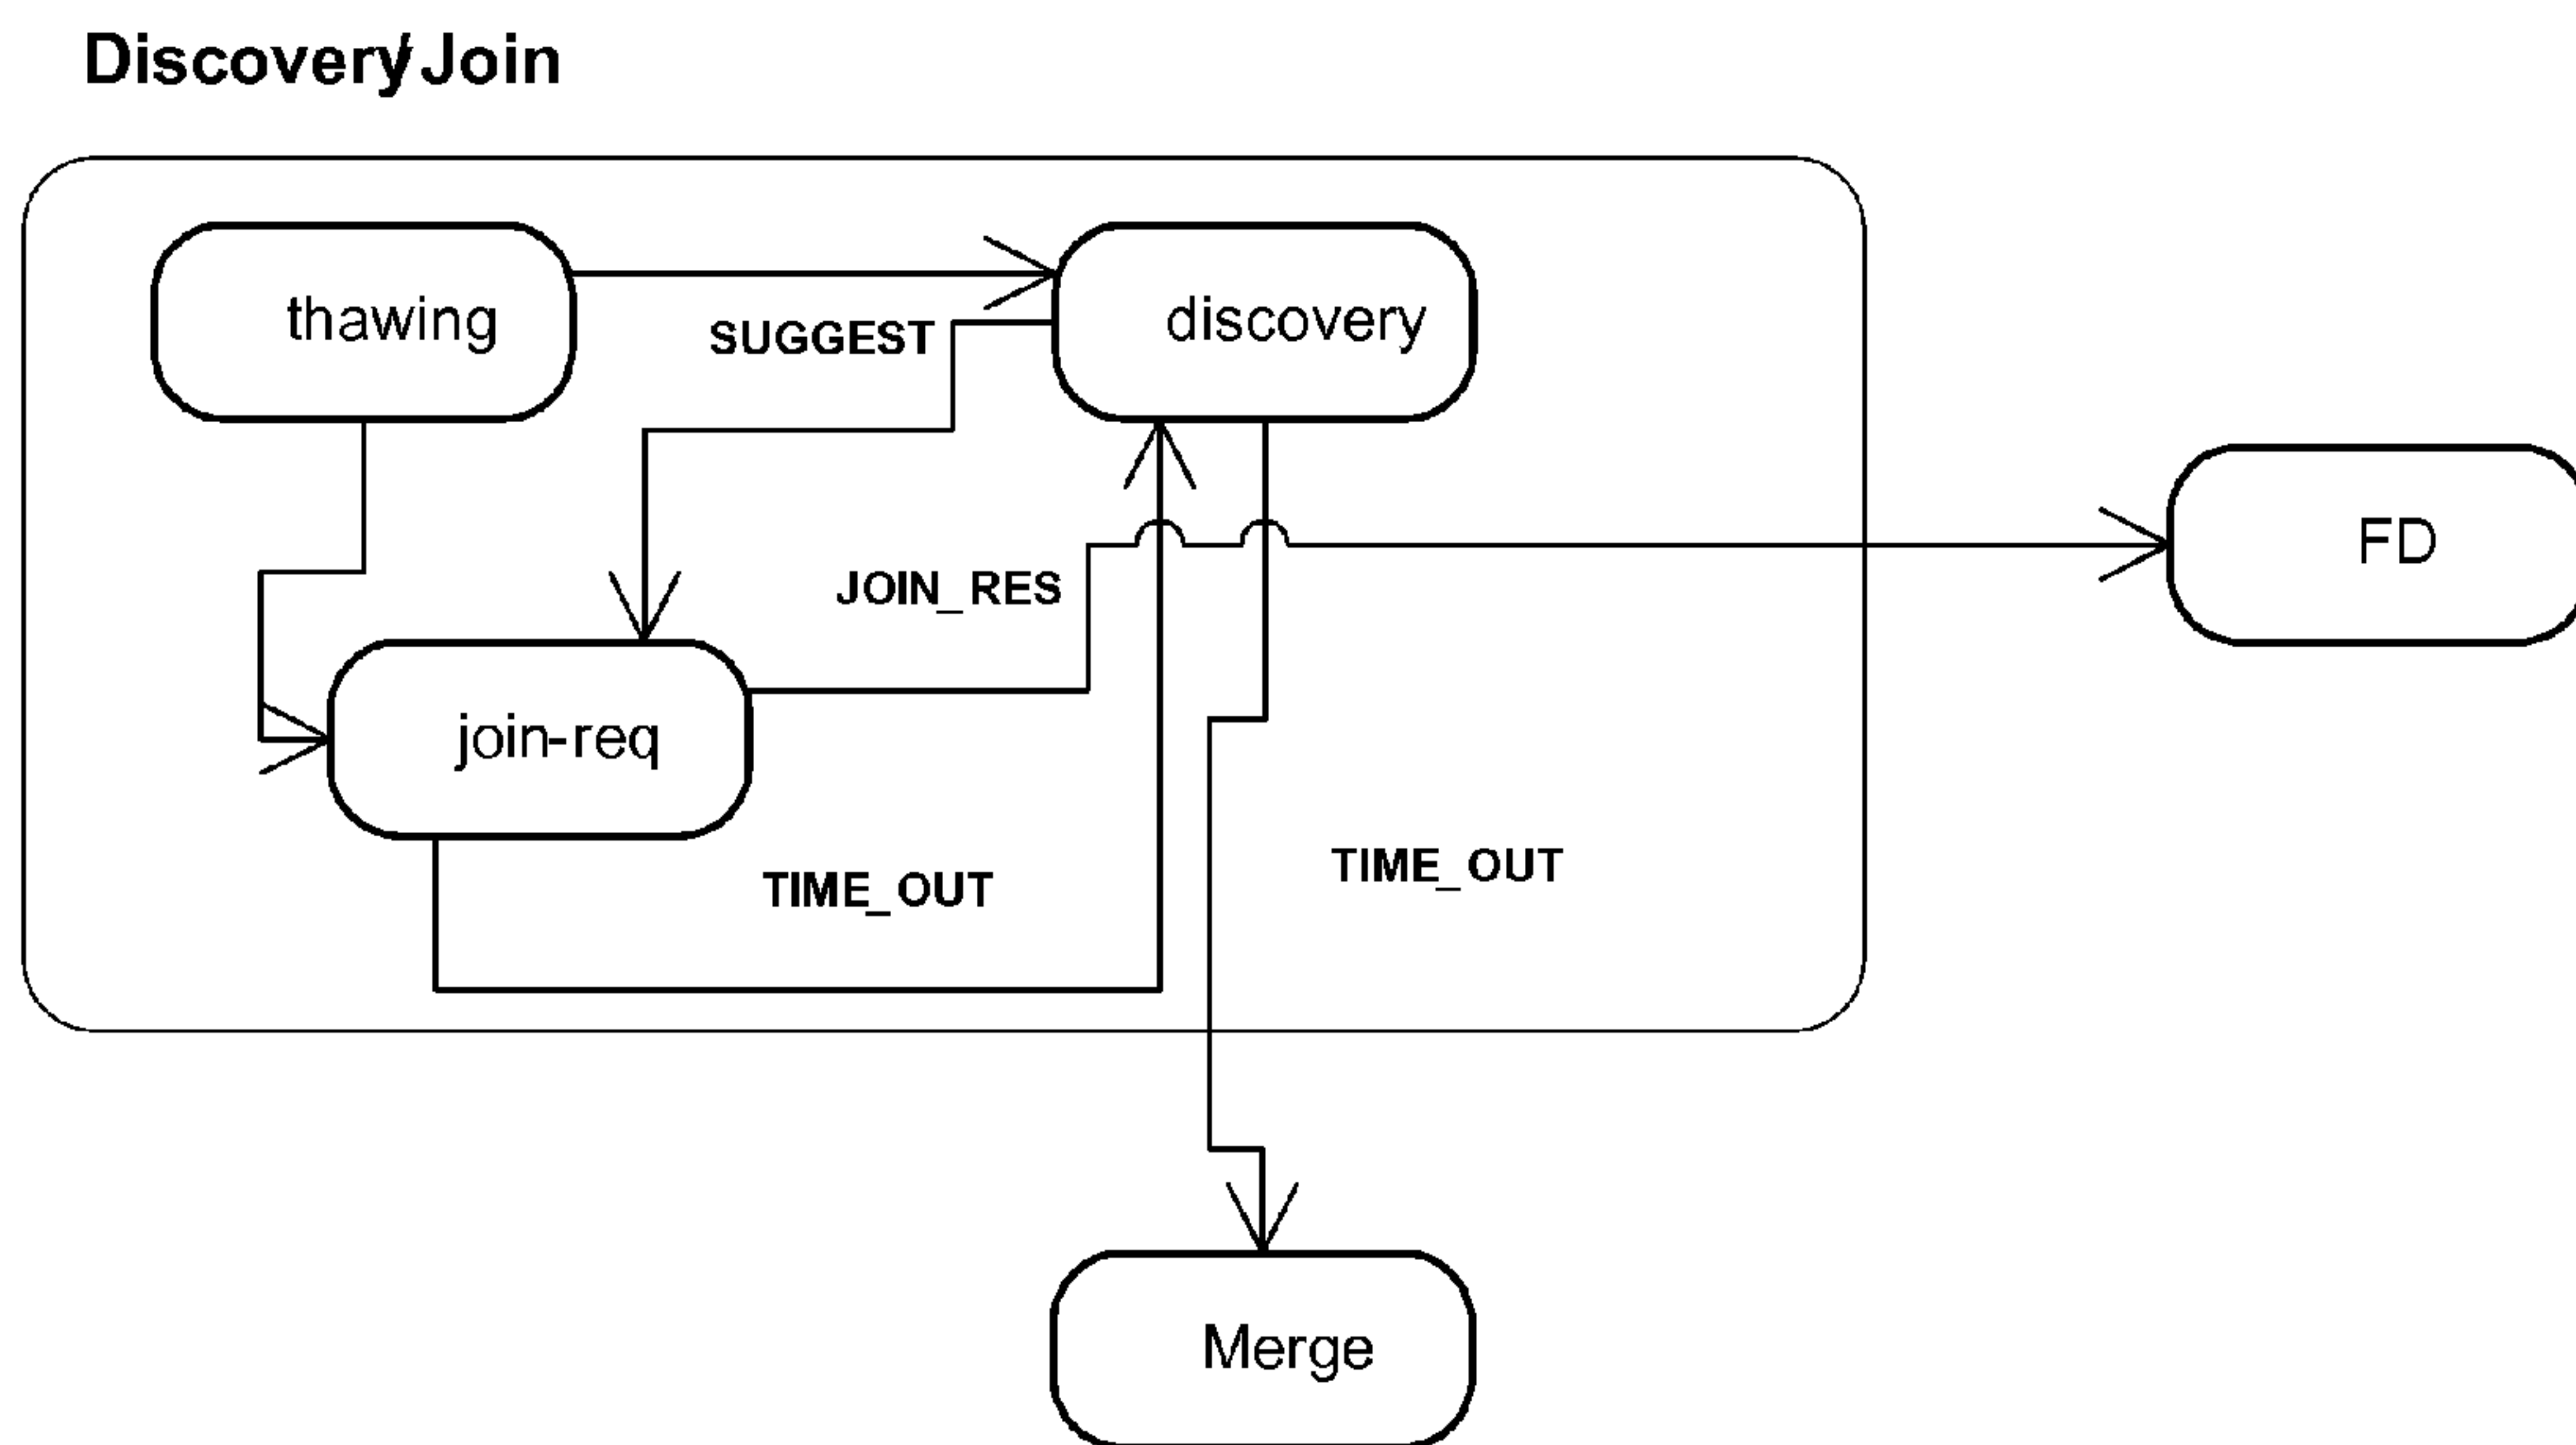 Discovery/Join
thawing
discovery
SUGGEST
FD
JOIN_RES
join-req
TIME_OUT
TIME_OUT
Merge